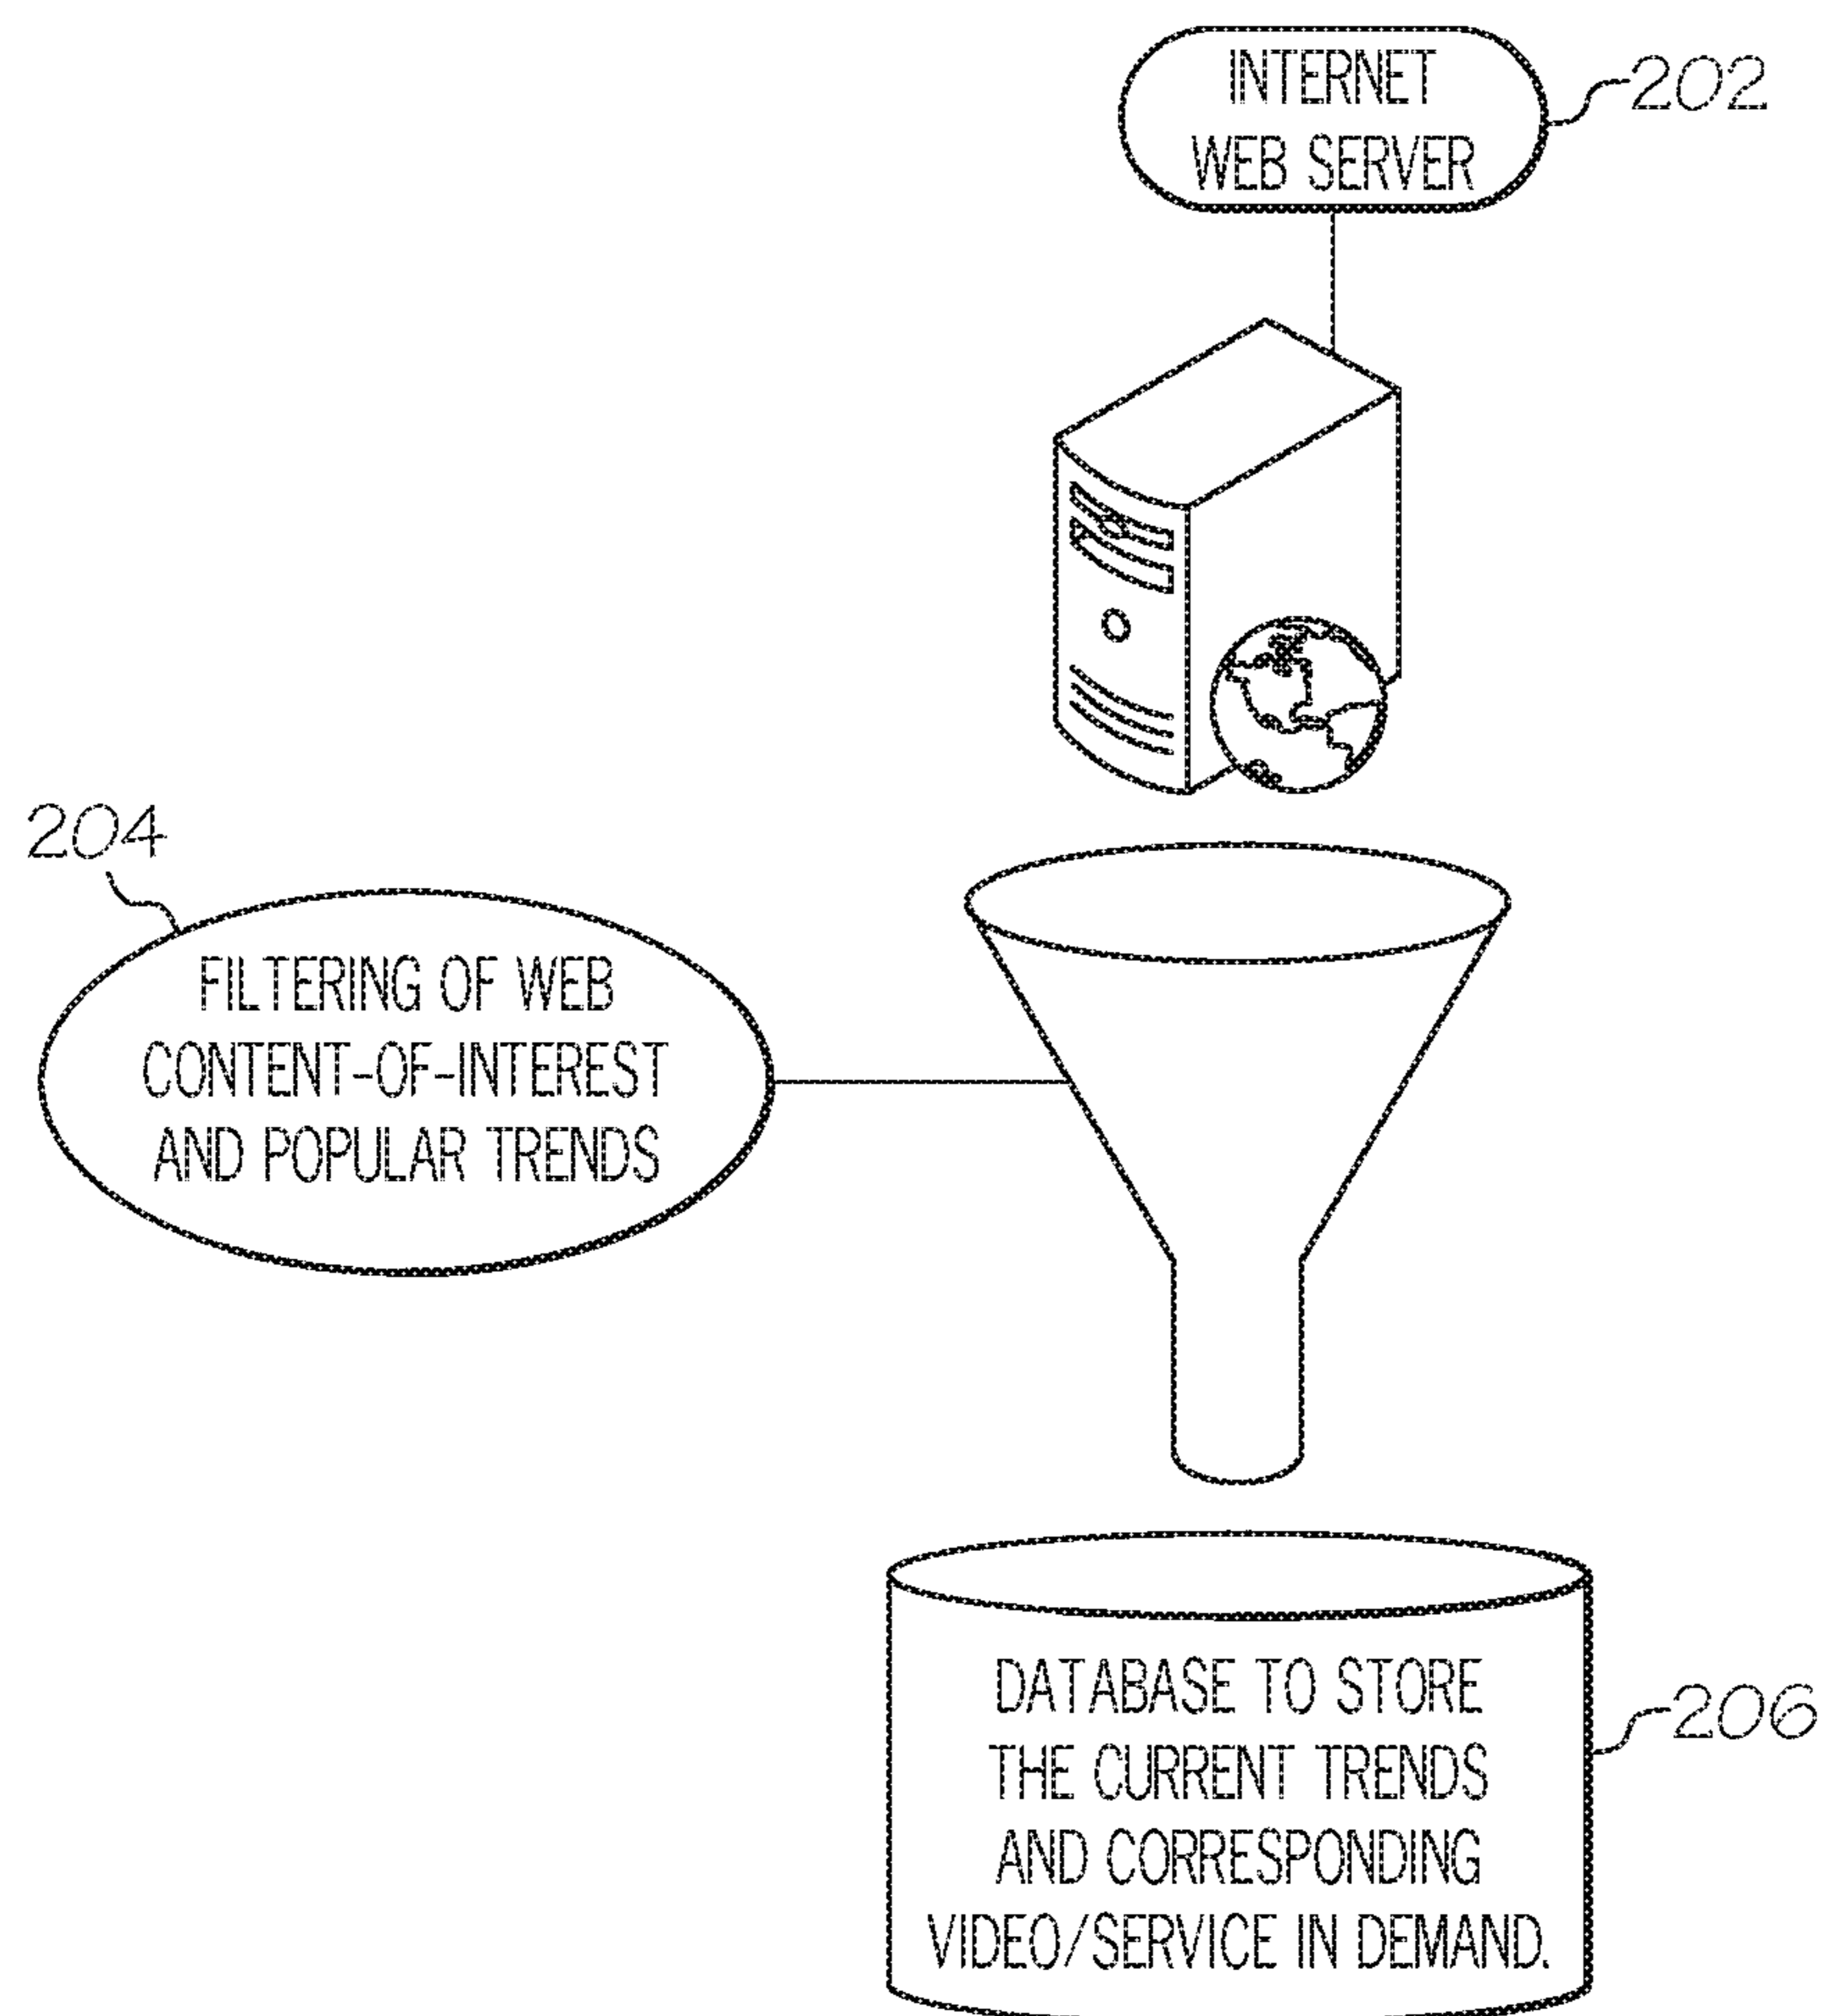 INTERNET
WEB SERVER
202
204
FILTERING OF WEB
CONTENT-OF-INTEREST
AND POPULAR TRENDS
DATABASE TO STORE
THE CURRENT TRENDS
AND CORRESPONDING
VIDEO/SERVICE IN DEMAND.
206